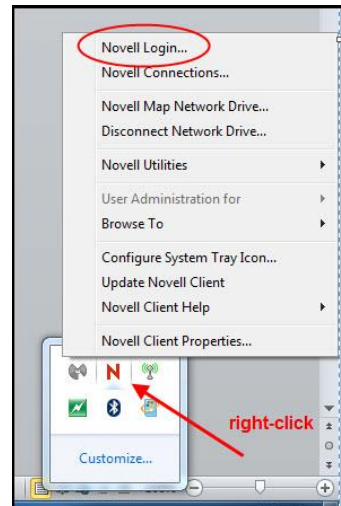 Novell Login...
Novell Connections...
Novell Map Network Drive...
Disconnect Network Drive...
Novell Utilities
User Administration for
Browse To
Configure System Tray Icon...
Update Novell Client
Novell Client Help
Novell Client Properties...
N
right-click
Customize...